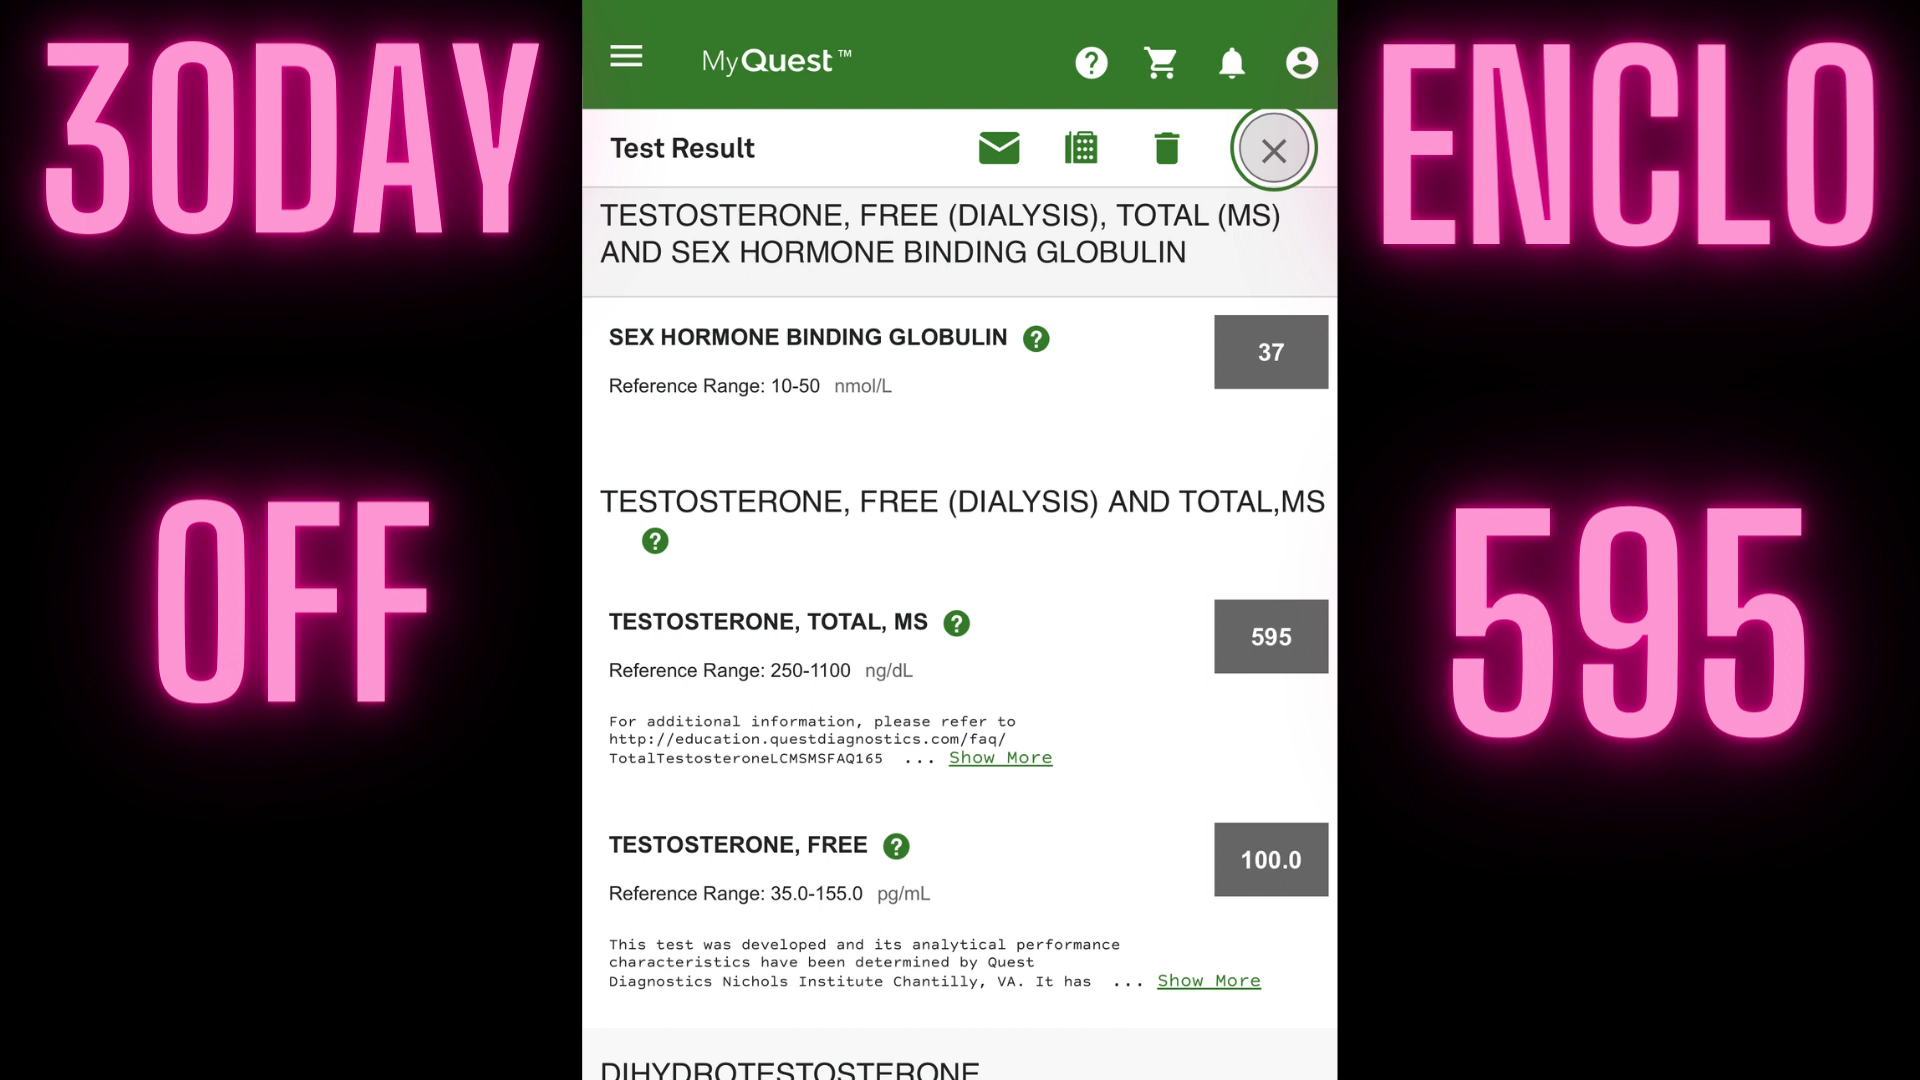 30DAY
OFF
ENCLO
595
MyQuest™
Test Result
TESTOSTERONE, FREE (DIALYSIS), TOTAL (MS)
AND SEX HORMONE BINDING GLOBULIN
SEX HORMONE BINDING GLOBULIN ?
37
Reference Range: 10-50 nmol/L
TESTOSTERONE, FREE (DIALYSIS) AND TOTAL,MS
?
TESTOSTERONE, TOTAL, MS ?
595
Reference Range: 250-1100 ng/dL
For additional information, please refer to
http://education.questdiagnostics.com/faq/
TotalTestosteroneLCMSMSFAQ165 ... Show More
TESTOSTERONE, FREE ?
100.0
Reference Range: 35.0-155.0 pg/mL
This test was developed and its analytical performance
characteristics have been determined by Quest
Diagnostics Nichols Institute Chantilly, VA. It has ... Show More
DIHYDROTESTOSTERONE